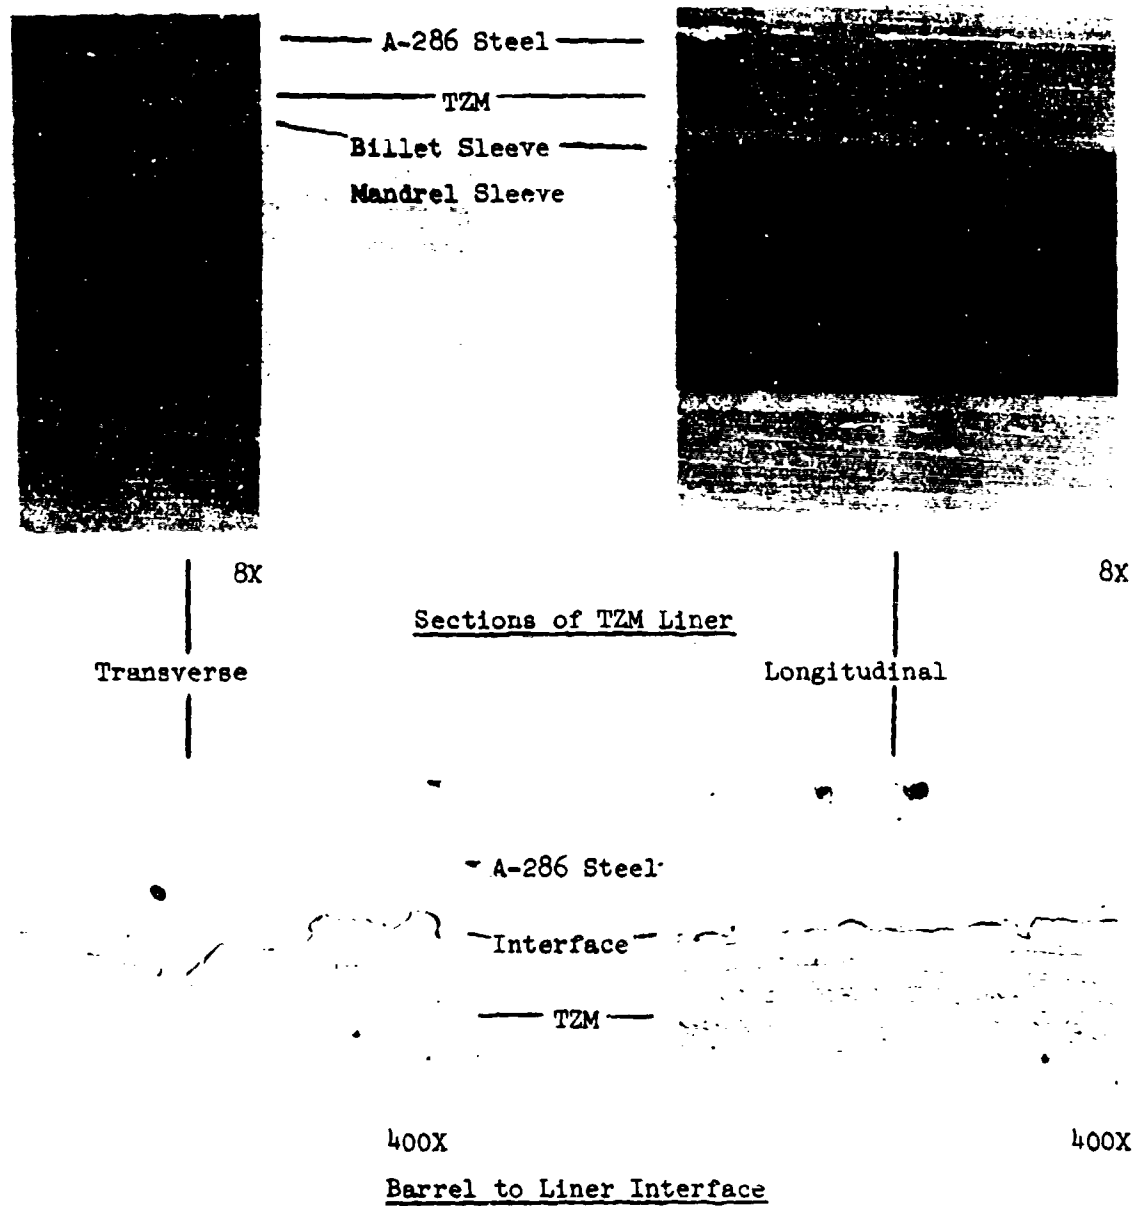 A-286 Steel
TZM
Billet Sleeve
Mandrel Sleeve
8X
8X
Sections of TZM Liner
Transverse
Longitudinal
A-286 Steel
Interface
TZM
400X
400X
Barrel to Liner Interface